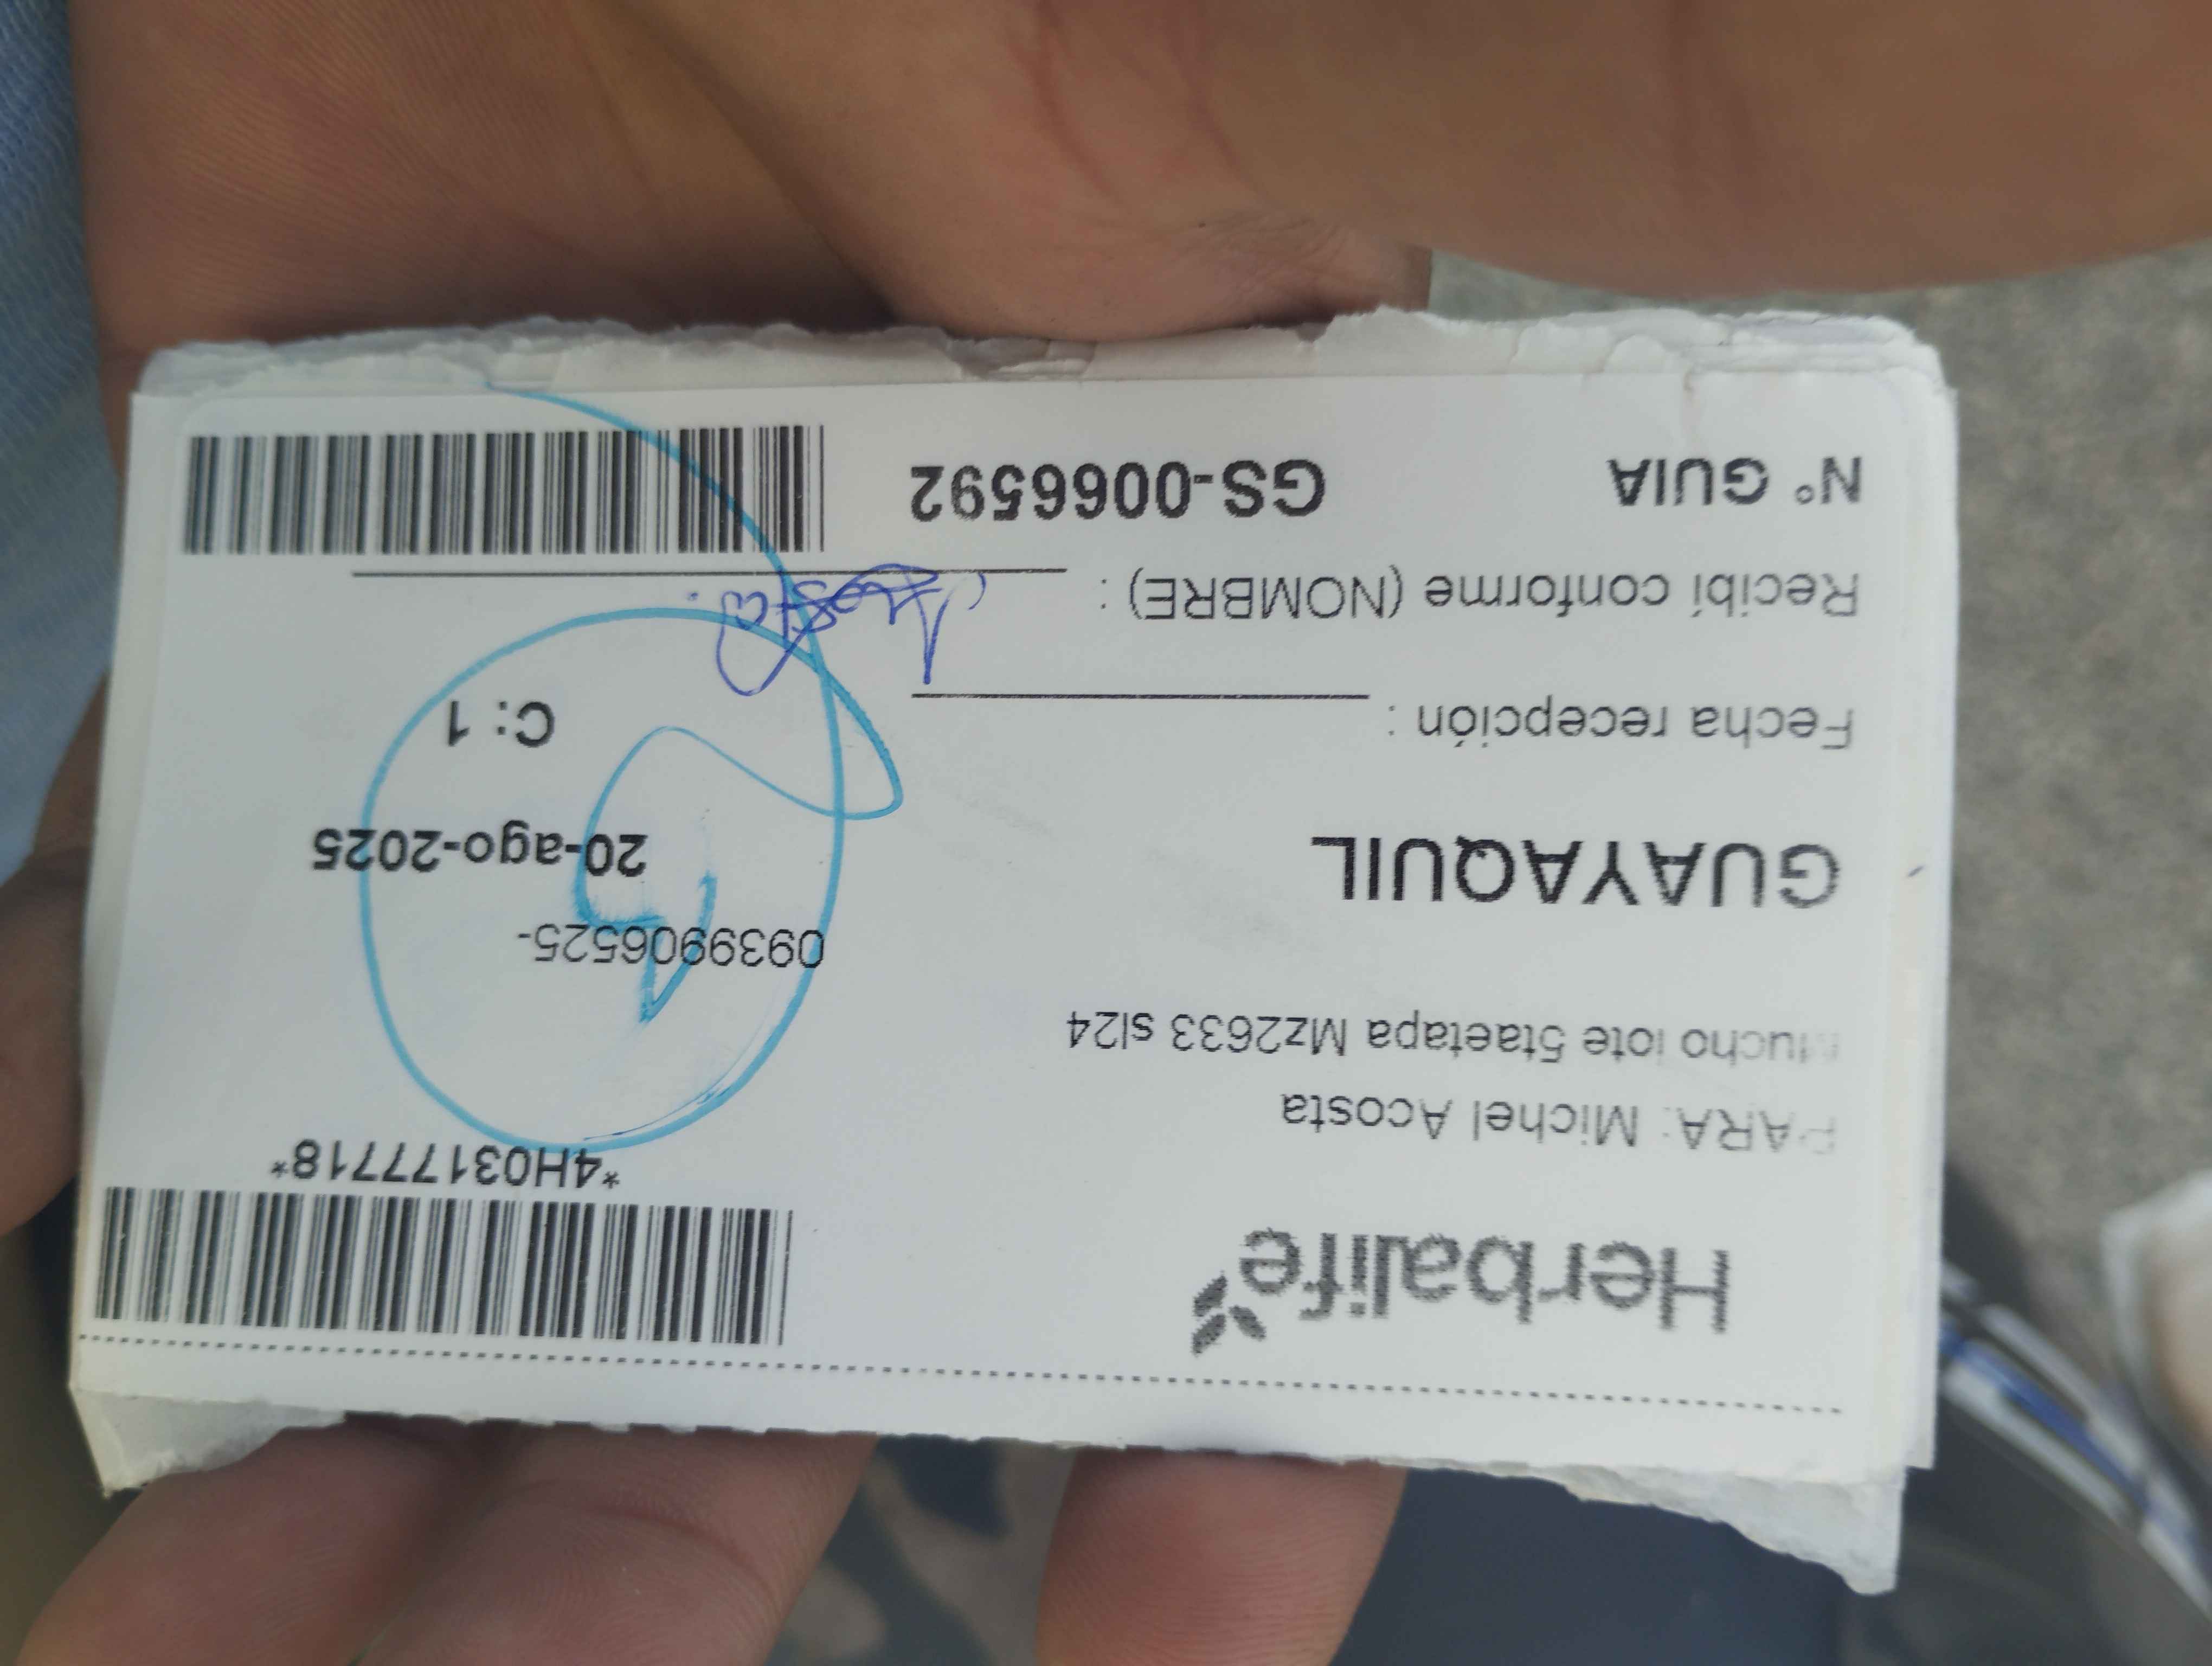 Herbalife
*4H03177718*
PARA: Michel Acosta
Mucho lote 5taetapa Mz2633 sl24
0939906525-
GUAYAQUIL
20-ago-2025
C: 1
Fecha recepción :
Recibí conforme (NOMBRE) :
N° GUIA GS-0066592